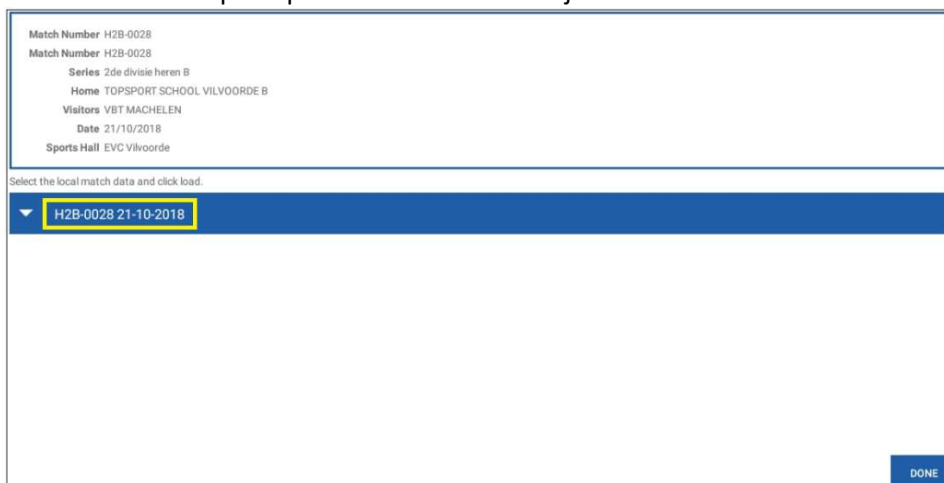 Match Number H2B-0028
Match Number H2B-0028
Series 2de divisie heren B
Home TOPSPORT SCHOOL VILVOORDE B
Visitors VBT MACHELEN
Date 21/10/2018
Sports Hall EVC Vilvoorde
Select the local match data and click load.
H2B-0028 21-10-2018
DONE